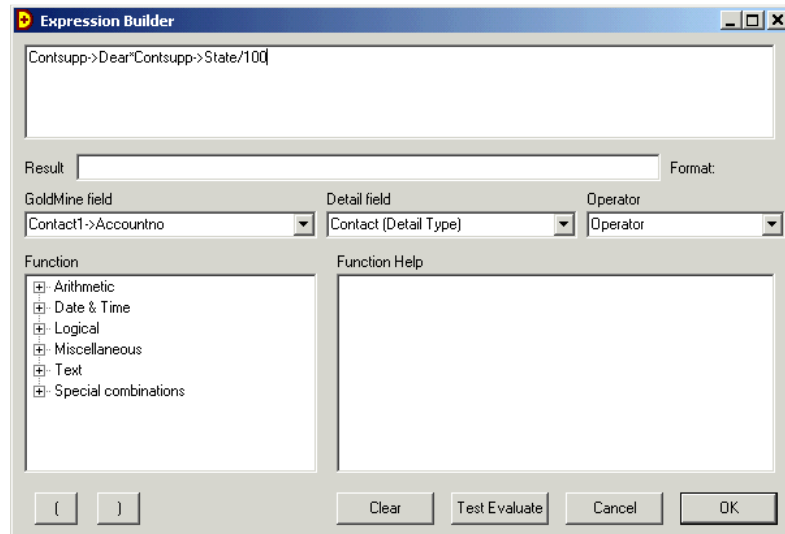 Expression Builder
Contsupp->Dear*Contsupp->State/100
Result
Format:
GoldMine field
Detail field
Operator
Contact1->Accountno
Contact (Detail Type)
Operator
Function
Function Help
Arithmetic
Date & Time
Logical
Miscellaneous
Text
Special combinations
(
)
Clear
Test Evaluate
Cancel
OK